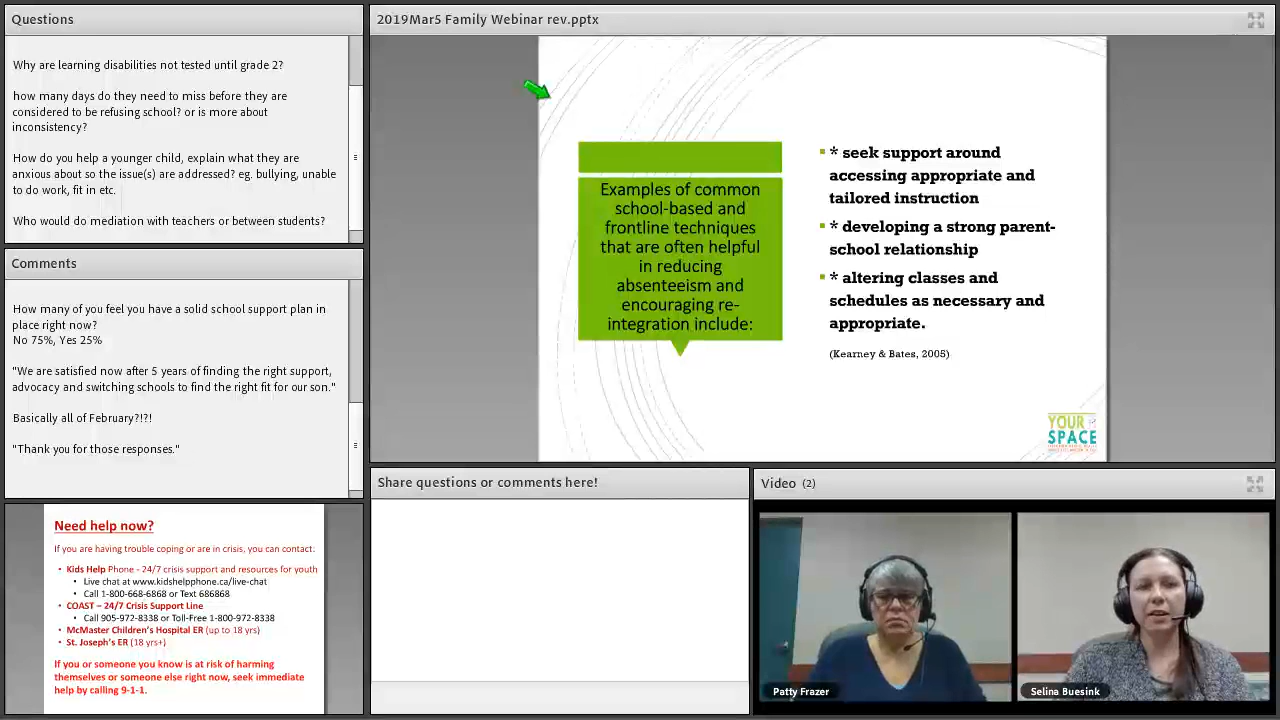 Questions
Why are learning disabilities not tested until grade 2?
how many days do they need to miss before they are
considered to be refusing school? or is more about
inconsistency?
How do you help a younger child, explain what they are
anxious about so the issue(s) are addressed? eg. bullying, unable
to do work, fit in etc.
Who would do mediation with teachers or between students?
Comments
How many of you feel you have a solid school support plan in
place right now?
No 75%, Yes 25%
"We are satisfied now after 5 years of finding the right support,
advocacy and switching schools to find the right fit for our son."
Basically all of February?!?!
"Thank you for those responses."
Need help now?
If you are having trouble coping or are in crisis, you can contact:
• Kids Help Phone - 24/7 crisis support and resources for youth
• Live chat at www.kidshelpphone.ca/live-chat
• Call 1-800-668-6868 or Text 686868
• COAST – 24/7 Crisis Support Line
• Call 905-972-8338 or Toll-Free 1-800-972-8338
• McMaster Children's Hospital ER (up to 18 yrs)
• St. Joseph's ER (18 yrs+)
If you or someone you know is at risk of harming
themselves or someone else right now, seek immediate
help by calling 9-1-1.
2019Mar5 Family Webinar rev.pptx
Examples of common
school-based and
frontline techniques
that are often helpful
in reducing
absenteeism and
encouraging re-
integration include:
* seek support around
accessing appropriate and
tailored instruction
* developing a strong parent-
school relationship
* altering classes and
schedules as necessary and
appropriate.
(Kearney & Bates, 2005)
YOUR
SPACE
Share questions or comments here!
Video (2)
Patty Frazer
Selina Buesink